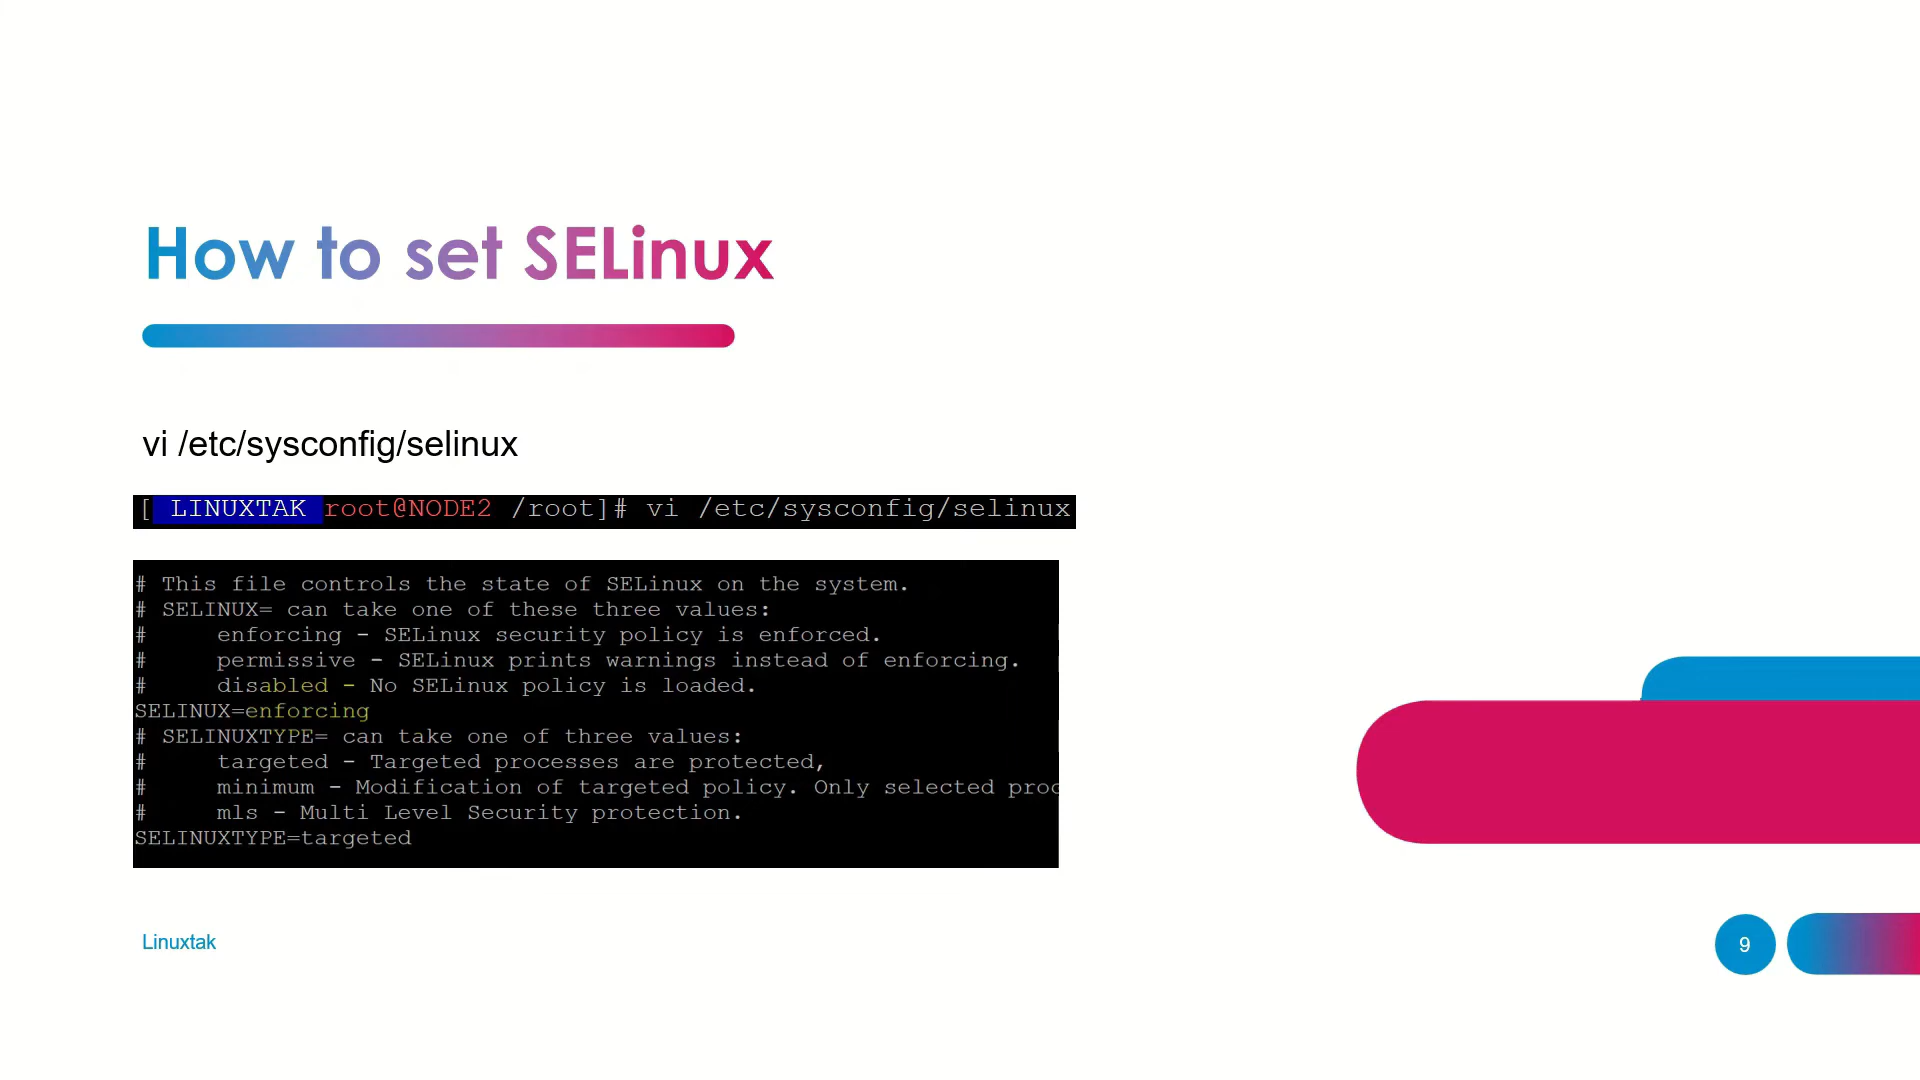 How to set SELinux
vi /etc/sysconfig/selinux
[ LINUXTAK root@NODE2 /root]# vi /etc/sysconfig/selinux
# This file controls the state of SELinux on the system.
# SELINUX= can take one of these three values:
#     enforcing - SELinux security policy is enforced.
#     permissive - SELinux prints warnings instead of enforcing.
#     disabled - No SELinux policy is loaded.
SELINUX=enforcing
# SELINUXTYPE= can take one of three values:
#     targeted - Targeted processes are protected,
#     minimum - Modification of targeted policy. Only selected proc
#     mls - Multi Level Security protection.
SELINUXTYPE=targeted
Linuxtak
9